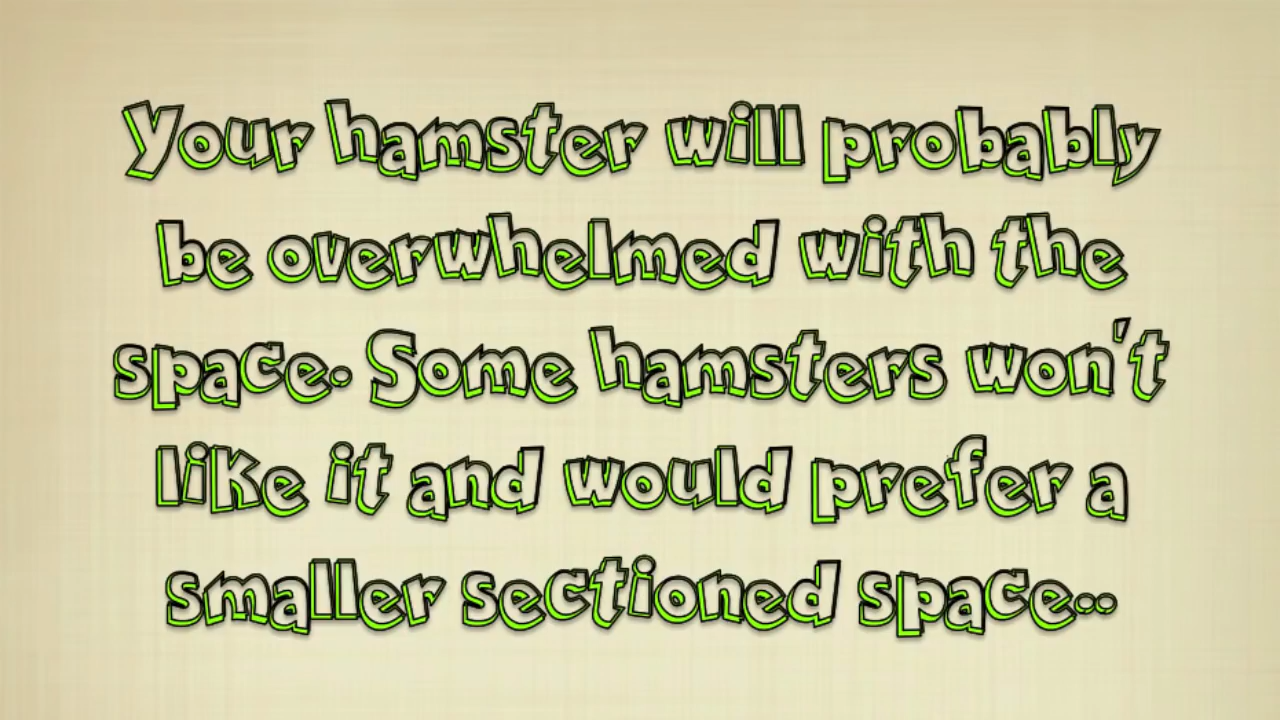 Your hamster will probably
be overwhelmed with the
space. Some hamsters won't
like it and would prefer a
smaller sectioned space..